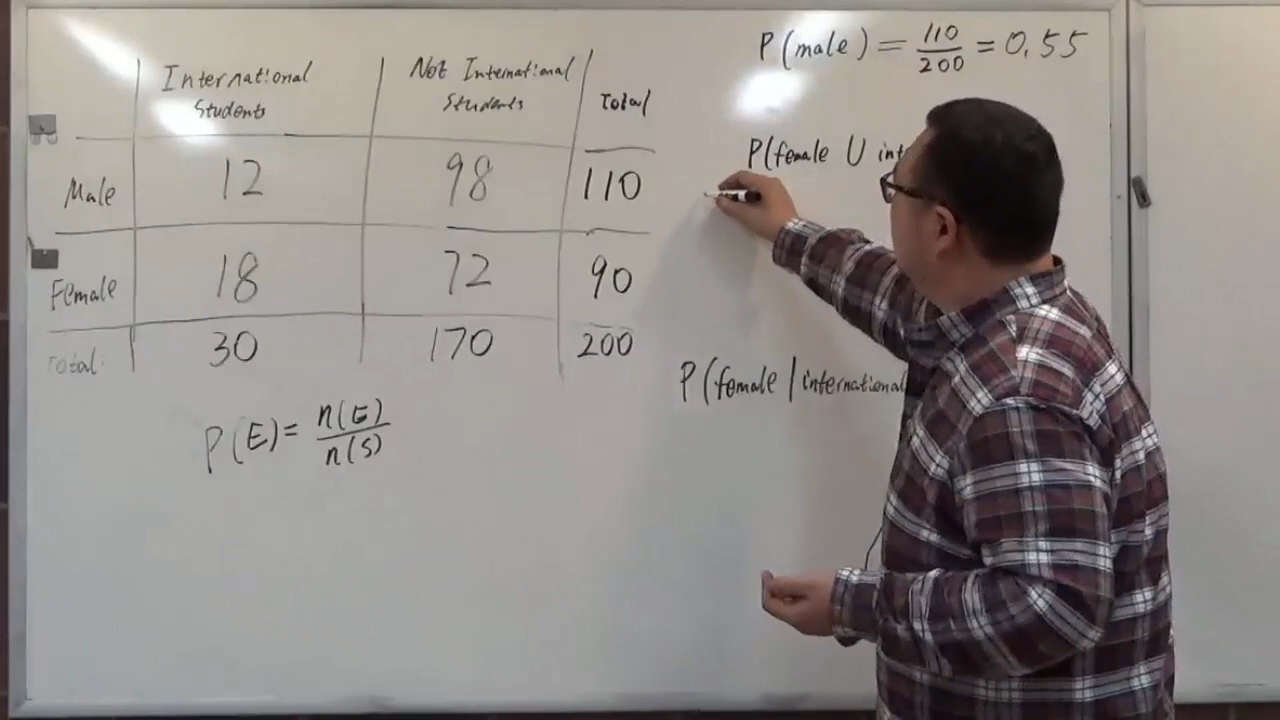 International Students | Not International Students | Total
Male | 12 | 98 | 110
Female | 18 | 72 | 90
Total | 30 | 170 | 200
P(E) = n(E)/n(S)
P(male) = 110/200 = 0.55
P(female U int
P(female | international